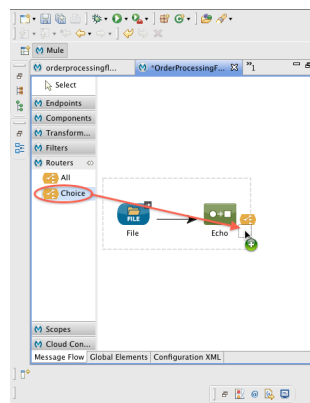 Mule
orderprocessingfl... *OrderProcessingF... "1
Select
Endpoints
Components
Transform...
Filters
Routers
All
Choice
FILE
File Echo
Scopes
Cloud Con...
Message Flow Global Elements Configuration XML